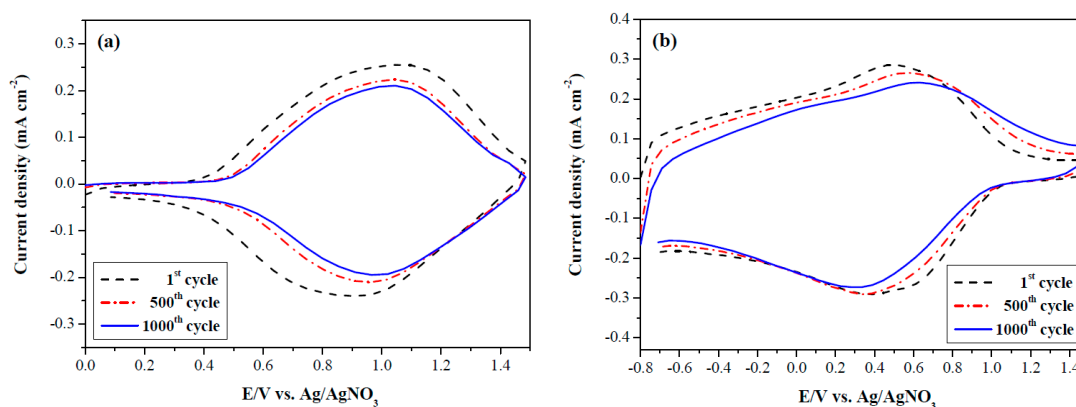 (a)
Current density (mA cm⁻²)
0.3
0.2
0.1
0.0
-0.1
-0.2
-0.3
1ˢᵗ cycle
500ᵗʰ cycle
1000ᵗʰ cycle
0.0 0.2 0.4 0.6 0.8 1.0 1.2 1.4
E/V vs. Ag/AgNO₃
(b)
Current density (mA cm⁻²)
0.4
0.3
0.2
0.1
0.0
-0.1
-0.2
-0.3
-0.4
1ˢᵗ cycle
500ᵗʰ cycle
1000ᵗʰ cycle
-0.8 -0.6 -0.4 -0.2 0.0 0.2 0.4 0.6 0.8 1.0 1.2 1.4
E/V vs. Ag/AgNO₃